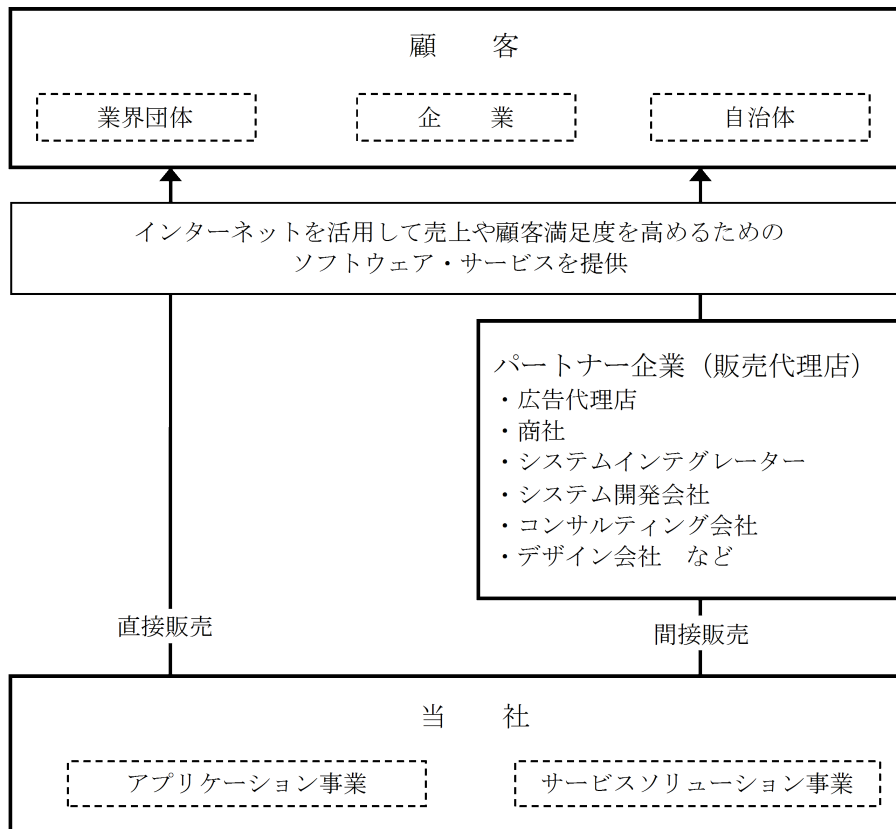 顧　　客
業界団体
企　　業
自治体
インターネットを活用して売上や顧客満足度を高めるための
ソフトウェア・サービスを提供
パートナー企業（販売代理店）
・広告代理店
・商社
・システムインテグレーター
・システム開発会社
・コンサルティング会社
・デザイン会社　など
直接販売
間接販売
当　　社
アプリケーション事業
サービスソリューション事業